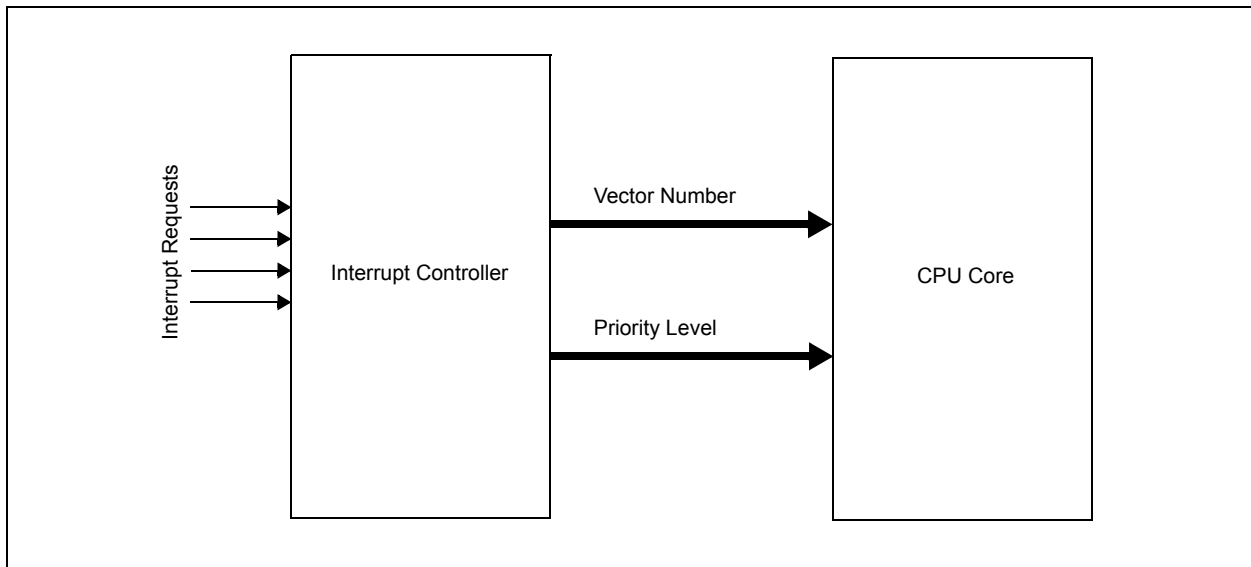 Interrupt Requests
Interrupt Controller
Vector Number
Priority Level
CPU Core